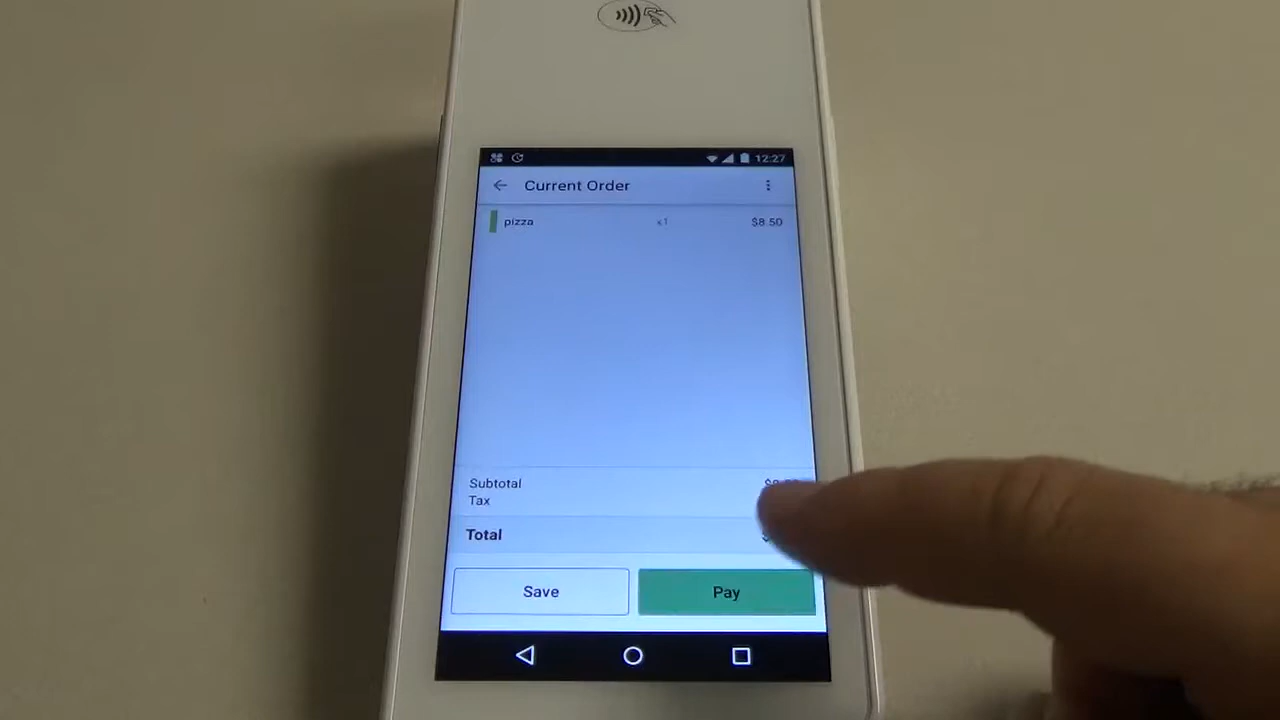 12:27
Current Order
pizza x1 $8.50
Subtotal
Tax
Total
Save Pay